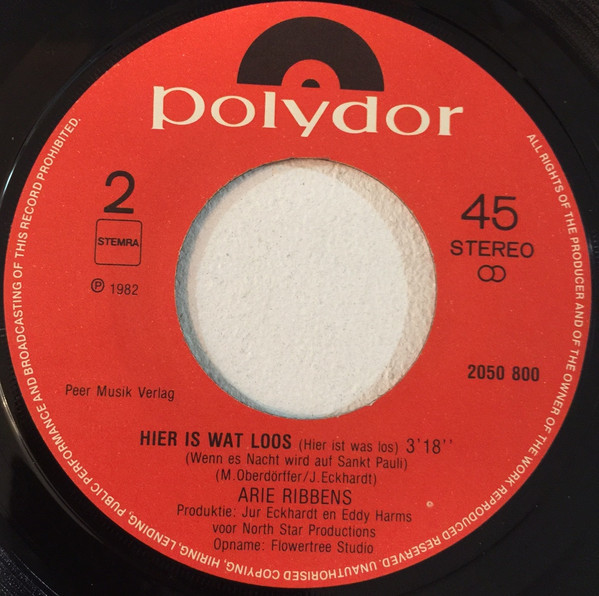 polydor
2
STEMRA
℗ 1982
45
STEREO
2050 800
Peer Musik Verlag
HIER IS WAT LOOS (Hier ist was los) 3'18''
(Wenn es Nacht wird auf Sankt Pauli)
(M.Oberdörffer/J.Eckhardt)
ARIE RIBBENS
Produktie: Jur Eckhardt en Eddy Harms
voor North Star Productions
Opname: Flowertree Studio
ALL RIGHTS OF THE PRODUCER AND OF THE OWNER OF THE WORK REPRODUCED RESERVED. UNAUTHORISED COPYING, HIRING, LENDING, PUBLIC PERFORMANCE AND BROADCASTING OF THIS RECORD PROHIBITED.